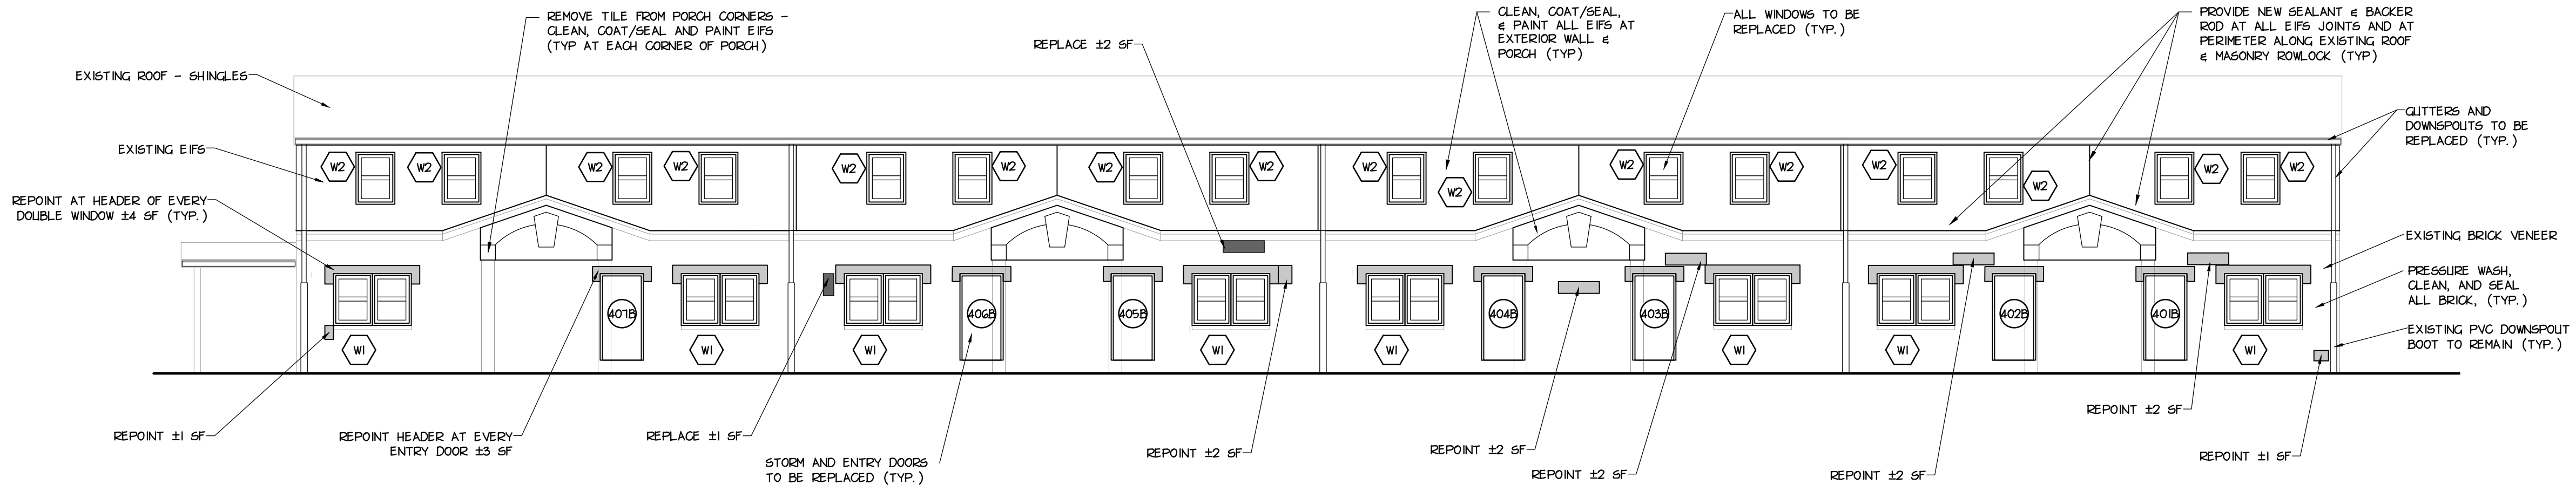 REMOVE TILE FROM PORCH CORNERS -
CLEAN, COAT/SEAL AND PAINT EIFS
(TYP AT EACH CORNER OF PORCH)
REPLACE ±2 SF
CLEAN, COAT/SEAL,
& PAINT ALL EIFS AT
EXTERIOR WALL &
PORCH (TYP)
ALL WINDOWS TO BE
REPLACED (TYP.)
PROVIDE NEW SEALANT & BACKER
ROD AT ALL EIFS JOINTS AND AT
PERIMETER ALONG EXISTING ROOF
& MASONRY ROWLOCK (TYP)
EXISTING ROOF - SHINGLES
GUTTERS AND
DOWNSPOUTS TO BE
REPLACED (TYP.)
EXISTING EIFS
W2 W2 W2 W2 W2 W2 W2 W2 W2 W2 W2 W2 W2 W2 W2 W2
REPOINT AT HEADER OF EVERY
DOUBLE WINDOW ±4 SF (TYP.)
EXISTING BRICK VENEER
PRESSURE WASH,
CLEAN, AND SEAL
ALL BRICK, (TYP.)
407B 406B 405B 404B 403B 402B 401B
EXISTING PVC DOWNSPOUT
BOOT TO REMAIN (TYP.)
W1 W1 W1 W1 W1 W1 W1 W1
REPOINT ±1 SF
REPOINT HEADER AT EVERY
ENTRY DOOR ±3 SF
REPLACE ±1 SF
STORM AND ENTRY DOORS
TO BE REPLACED (TYP.)
REPOINT ±2 SF
REPOINT ±2 SF
REPOINT ±2 SF
REPOINT ±2 SF
REPOINT ±2 SF
REPOINT ±1 SF